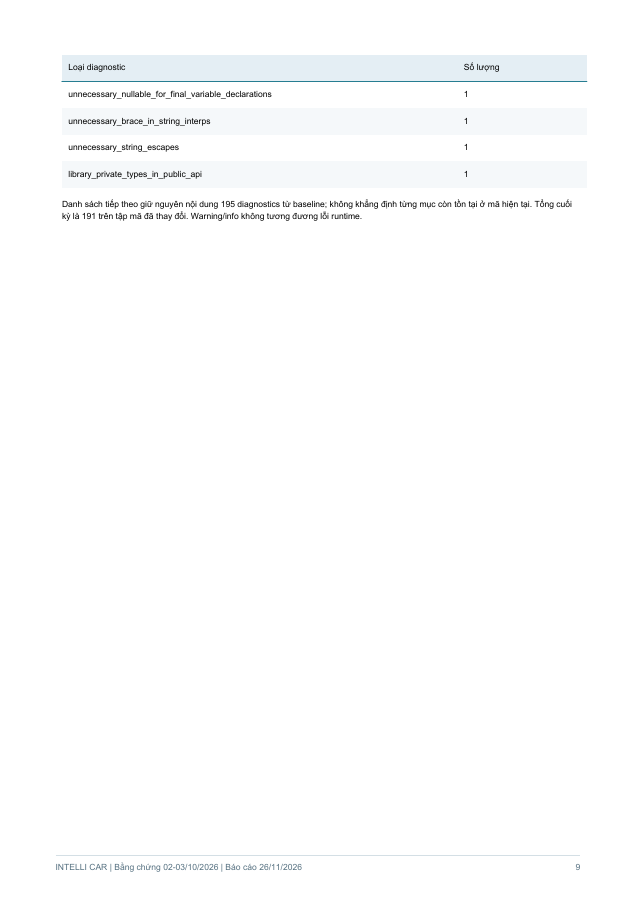 Loại diagnostic Số lượng
unnecessary_nullable_for_final_variable_declarations 1
unnecessary_brace_in_string_interps 1
unnecessary_string_escapes 1
library_private_types_in_public_api 1
Danh sách tiếp theo giữ nguyên nội dung 195 diagnostics từ baseline; không khẳng định từng mục còn tồn tại ở mã hiện tại. Tổng cuối
kỳ là 191 trên tập mã đã thay đổi. Warning/info không tương đương lỗi runtime.
INTELLI CAR | Bằng chứng 02-03/10/2026 | Báo cáo 26/11/2026 9